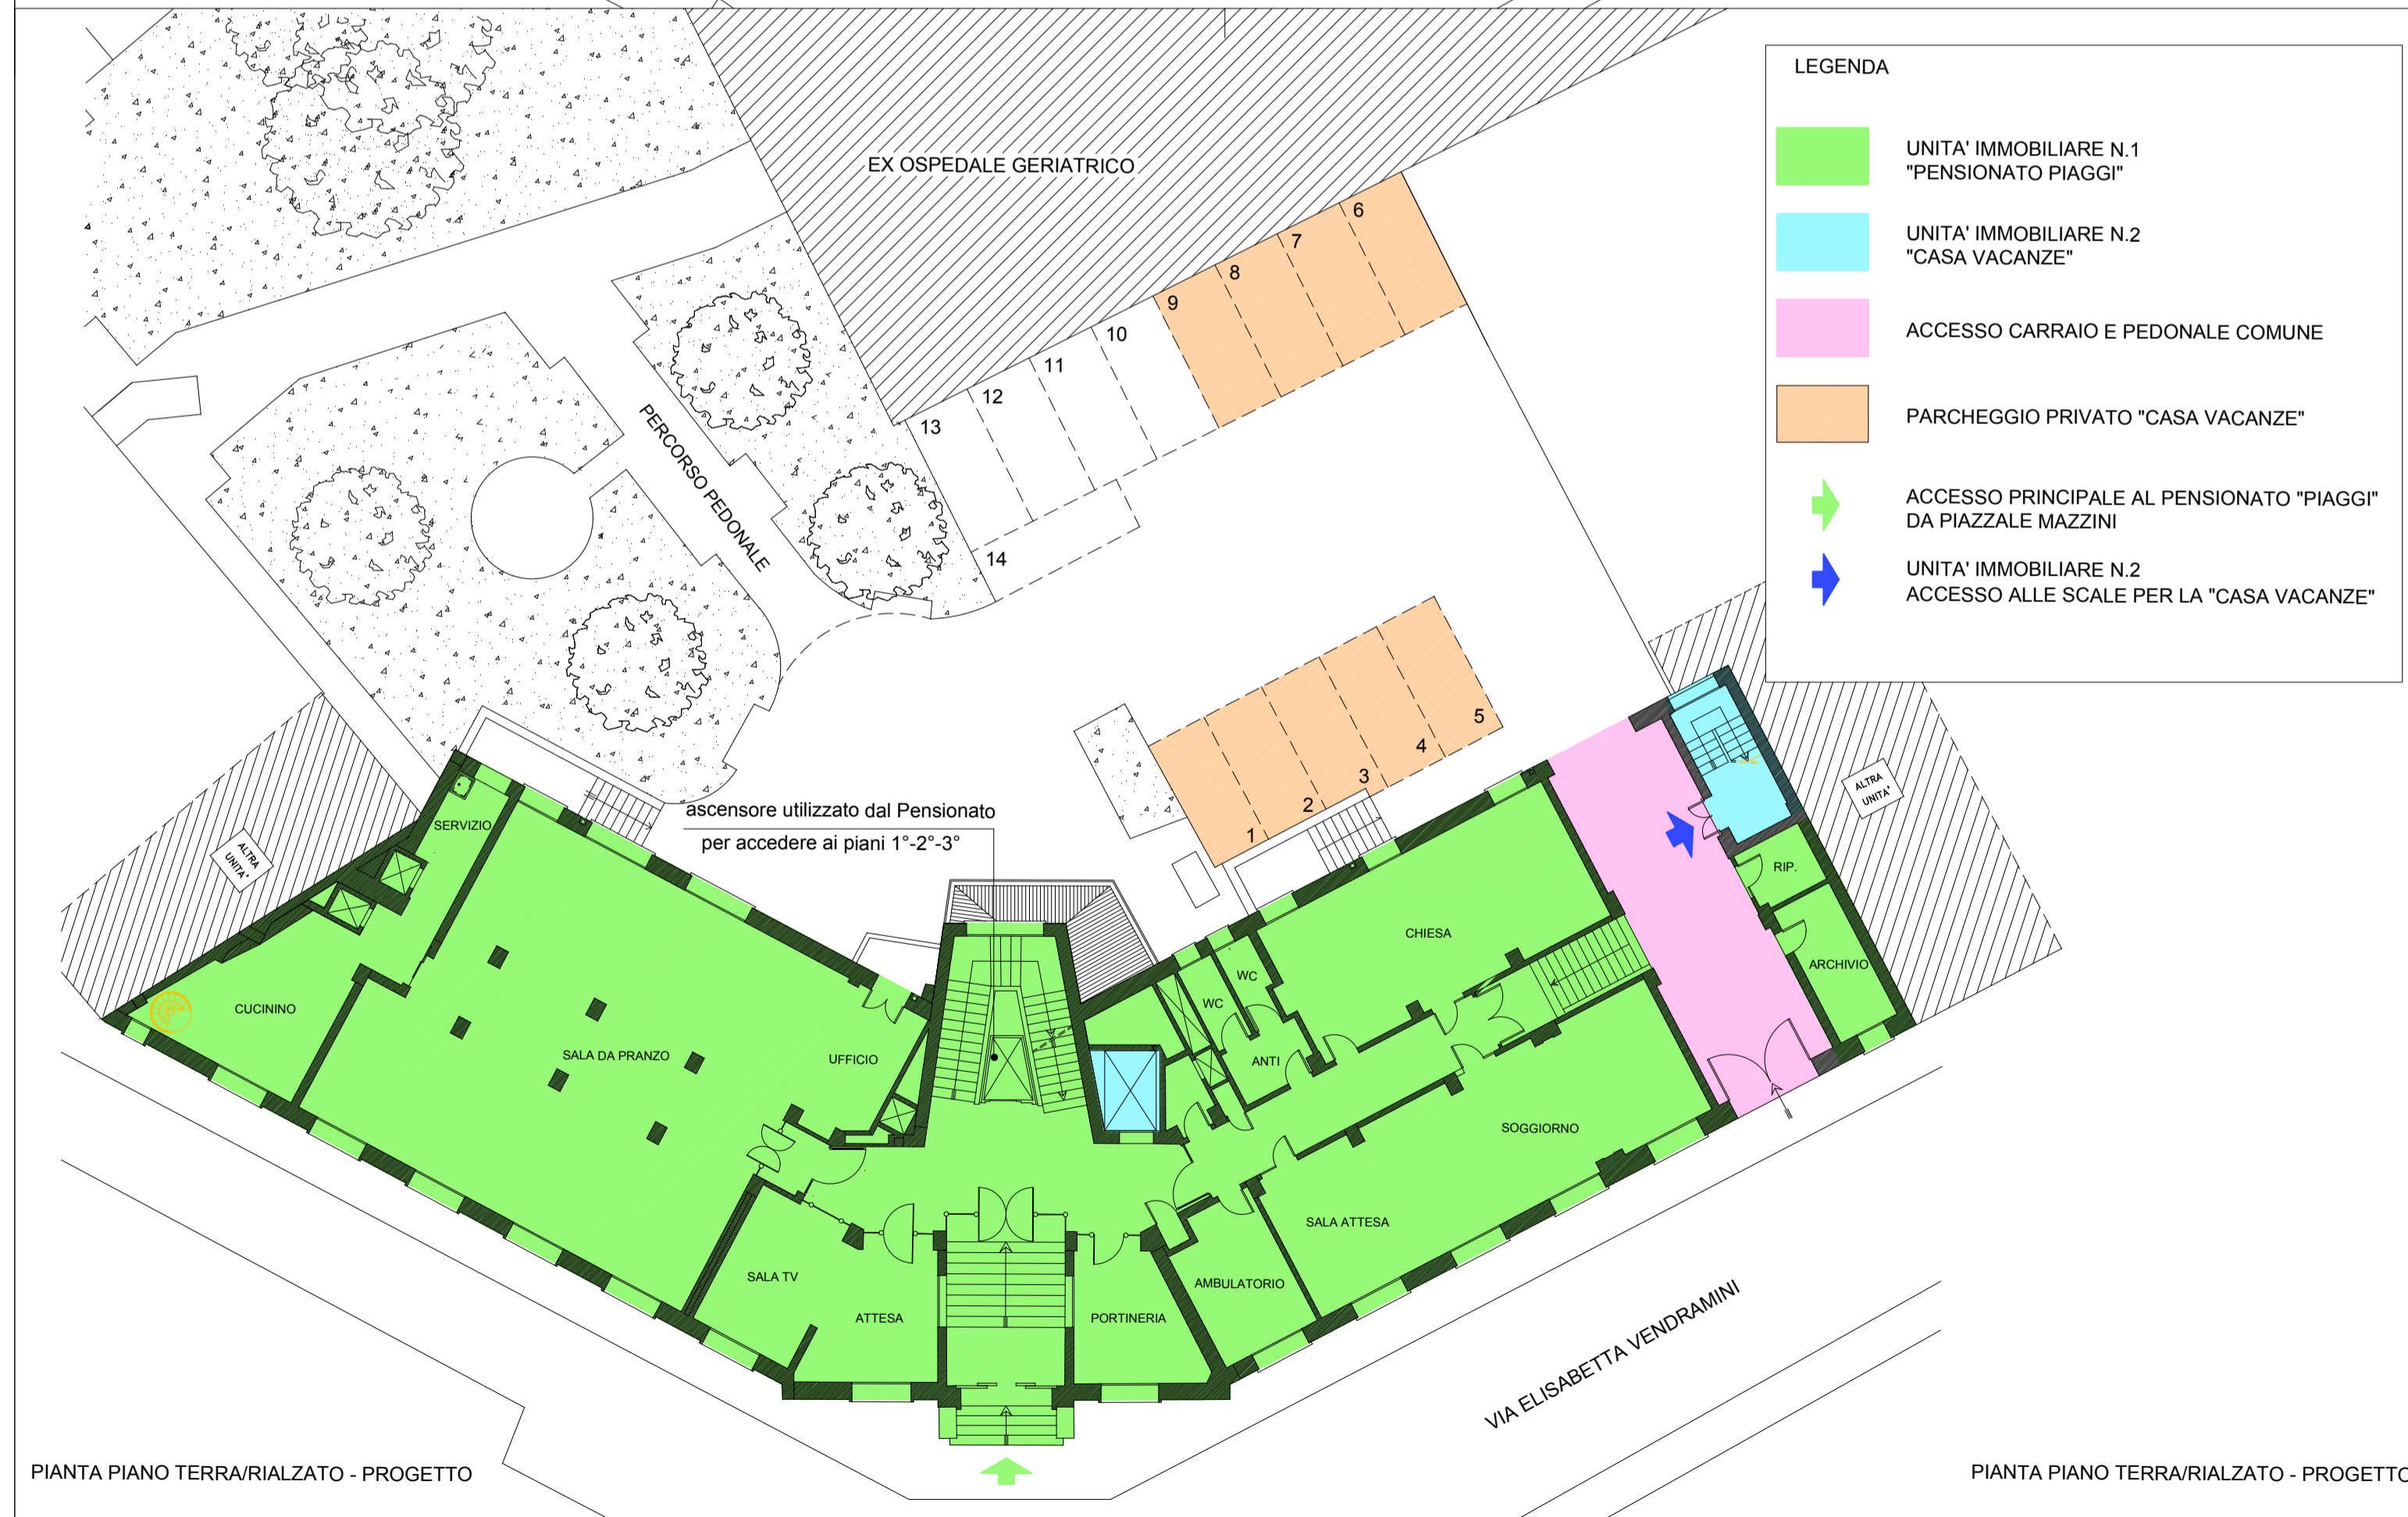 LEGENDA
UNITA' IMMOBILIARE N.1
"PENSIONATO PIAGGI"
UNITA' IMMOBILIARE N.2
"CASA VACANZE"
ACCESSO CARRAIO E PEDONALE COMUNE
PARCHEGGIO PRIVATO "CASA VACANZE"
ACCESSO PRINCIPALE AL PENSIONATO "PIAGGI"
DA PIAZZALE MAZZINI
UNITA' IMMOBILIARE N.2
ACCESSO ALLE SCALE PER LA "CASA VACANZE"
EX OSPEDALE GERIATRICO
6
7
8
9
10
11
12
13
14
PERCORSO PEDONALE
5
4
3
2
1
ascensore utilizzato dal Pensionato
per accedere ai piani 1°-2°-3°
ALTRA
UNITA'
ALTRA
UNITA'
SERVIZIO
CUCININO
SALA DA PRANZO
UFFICIO
SALA TV
ATTESA
PORTINERIA
AMBULATORIO
SALA ATTESA
SOGGIORNO
ANTI
WC
WC
CHIESA
RIP.
ARCHIVIO
VIA ELISABETTA VENDRAMINI
PIANTA PIANO TERRA/RIALZATO - PROGETTO
PIANTA PIANO TERRA/RIALZATO - PROGETTO